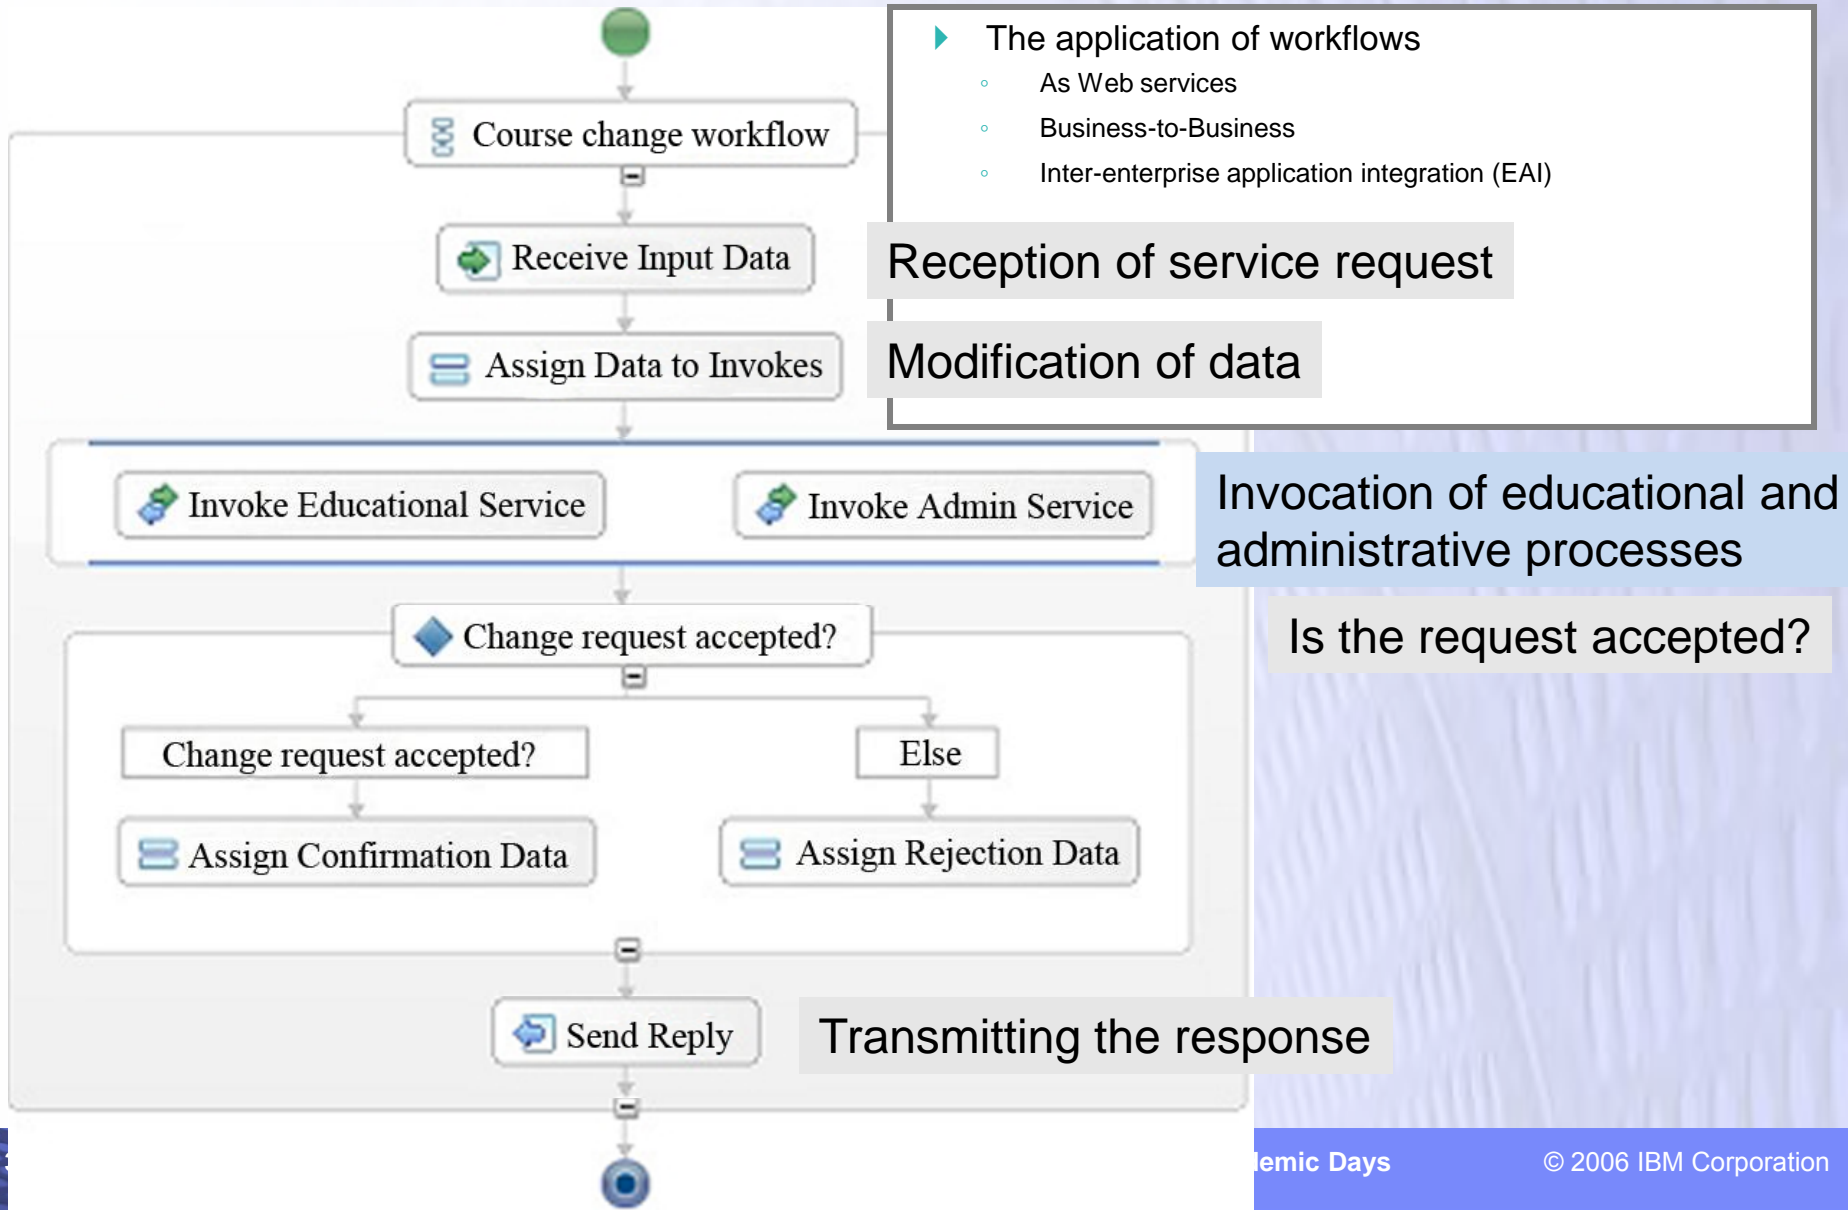 The application of workflows
As Web services
Business-to-Business
Inter-enterprise application integration (EAI)
Course change workflow
Receive Input Data
Reception of service request
Assign Data to Invokes
Modification of data
Invoke Educational Service
Invoke Admin Service
Invocation of educational and
administrative processes
Change request accepted?
Is the request accepted?
Change request accepted?
Else
Assign Confirmation Data
Assign Rejection Data
Send Reply
Transmitting the response
Days
© 2006 IBM Corporation